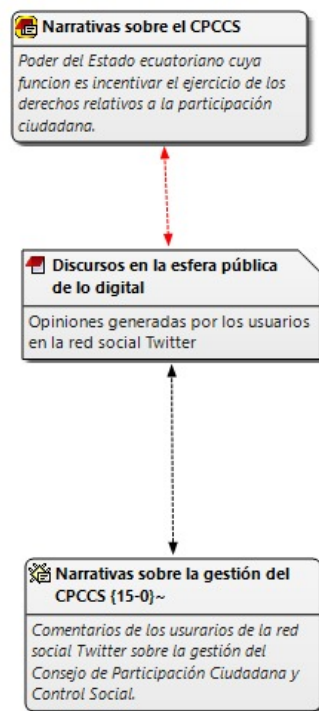 Narrativas sobre el CPCCS
Poder del Estado ecuatoriano cuya
funcion es incentivar el ejercicio de los
derechos relativos a la participación
ciudadana.
Discursos en la esfera pública
de lo digital
Opiniones generadas por los usuarios
en la red social Twitter
Narrativas sobre la gestión del
CPCCS {15-0}~
Comentarios de los usurarios de la red
social Twitter sobre la gestión del
Consejo de Participación Ciudadana y
Control Social.